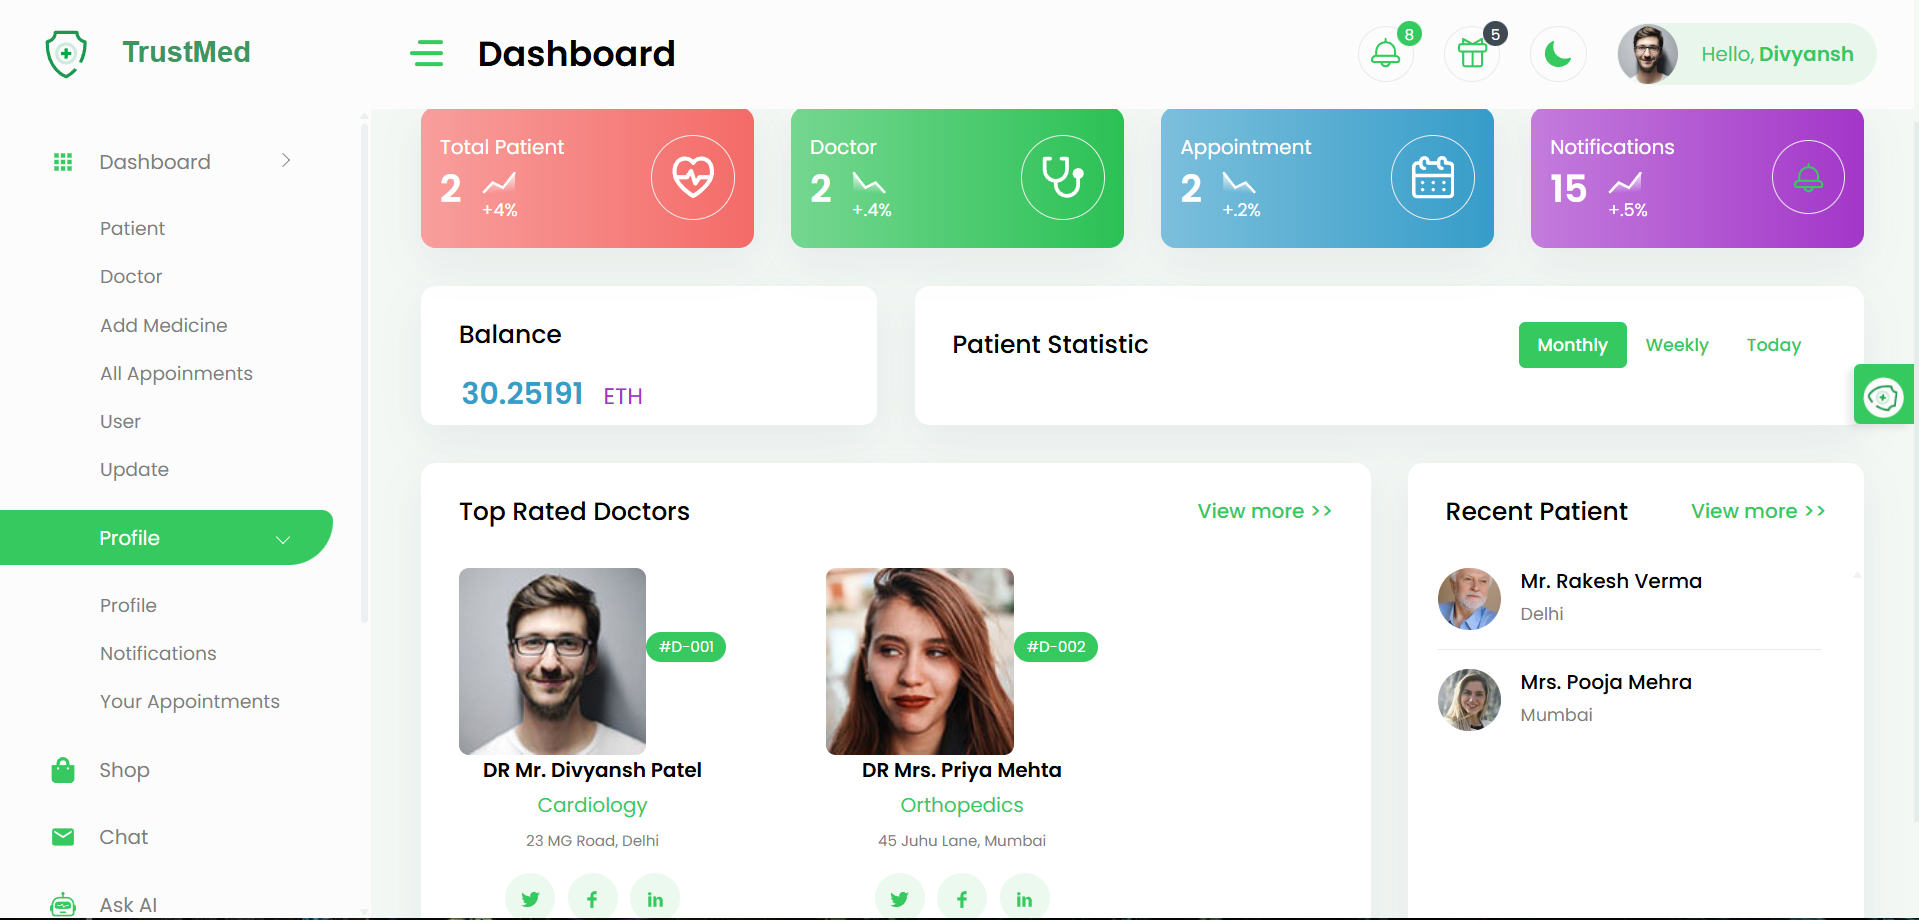 TrustMed
Dashboard
8
5
Hello, Divyansh
Dashboard
Patient
Doctor
Add Medicine
All Appoinments
User
Update
Profile
Profile
Notifications
Your Appointments
Shop
Chat
Ask AI
Total Patient
2
+4%
Doctor
2
+.4%
Appointment
2
+.2%
Notifications
15
+.5%
Balance
30.25191 ETH
Patient Statistic
Monthly Weekly Today
Top Rated Doctors
View more >>
#D-001
DR Mr. Divyansh Patel
Cardiology
23 MG Road, Delhi
#D-002
DR Mrs. Priya Mehta
Orthopedics
45 Juhu Lane, Mumbai
Recent Patient
View more >>
Mr. Rakesh Verma
Delhi
Mrs. Pooja Mehra
Mumbai